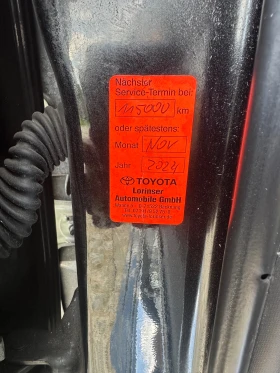 Nächster
Service-Termin bei:
115000 km
oder spätestens:
Monat NOV
Jahr 2024
TOYOTA
Lorinser
Automobile GmbH